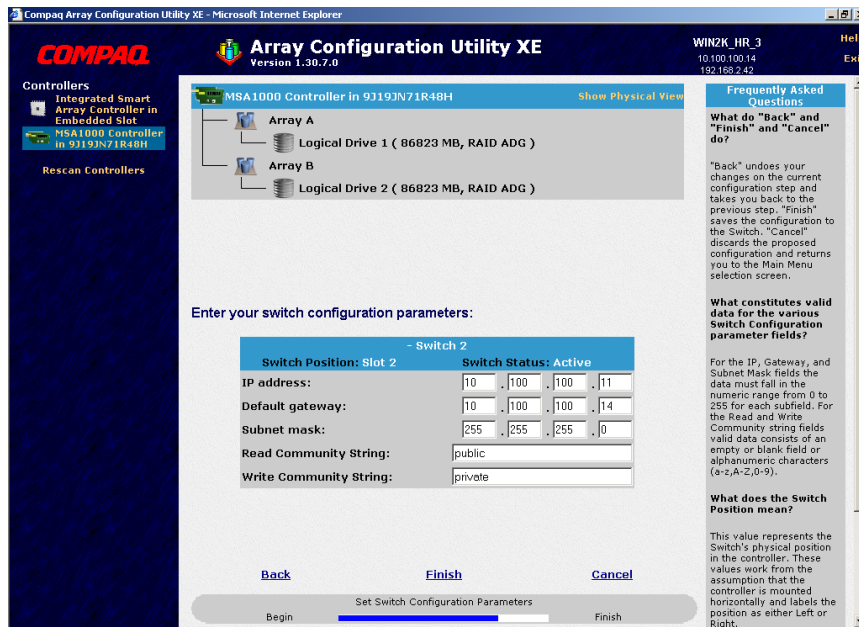 Compaq Array Configuration Utility XE - Microsoft Internet Explorer
COMPAQ
Array Configuration Utility XE
Version 1.30.7.0
WIN2K_HR_3
10.100.100.14
192.168.2.42
Controllers
Integrated Smart
Array Controller in
Embedded Slot
MSA1000 Controller
in 9J19JN71R48H
Rescan Controllers
MSA1000 Controller in 9J19JN71R48H
Show Physical View
Array A
Logical Drive 1 ( 86823 MB, RAID ADG )
Array B
Logical Drive 2 ( 86823 MB, RAID ADG )
Enter your switch configuration parameters:
- Switch 2
Switch Position: Slot 2 Switch Status: Active
IP address: 10 . 100 . 100 . 11
Default gateway: 10 . 100 . 100 . 14
Subnet mask: 255 . 255 . 255 . 0
Read Community String: public
Write Community String: private
Back Finish Cancel
Set Switch Configuration Parameters
Begin Finish
Frequently Asked
Questions
What do "Back" and
"Finish" and "Cancel"
do?
"Back" undoes your
changes on the current
configuration step and
takes you back to the
previous step. "Finish"
saves the configuration to
the Switch. "Cancel"
discards the proposed
configuration and returns
you to the Main Menu
selection screen.
What constitutes valid
data for the various
Switch Configuration
parameter fields?
For the IP, Gateway, and
Subnet Mask fields the
data must fall in the
numeric range from 0 to
255 for each subfield. For
the Read and Write
Community string fields
valid data consists of an
empty or blank field or
alphanumeric characters
(a-z,A-Z,0-9).
What does the Switch
Position mean?
This value represents the
Switch's physical position
in the controller. These
values work from the
assumption that the
controller is mounted
horizontally and labels the
position as either Left or
Right.